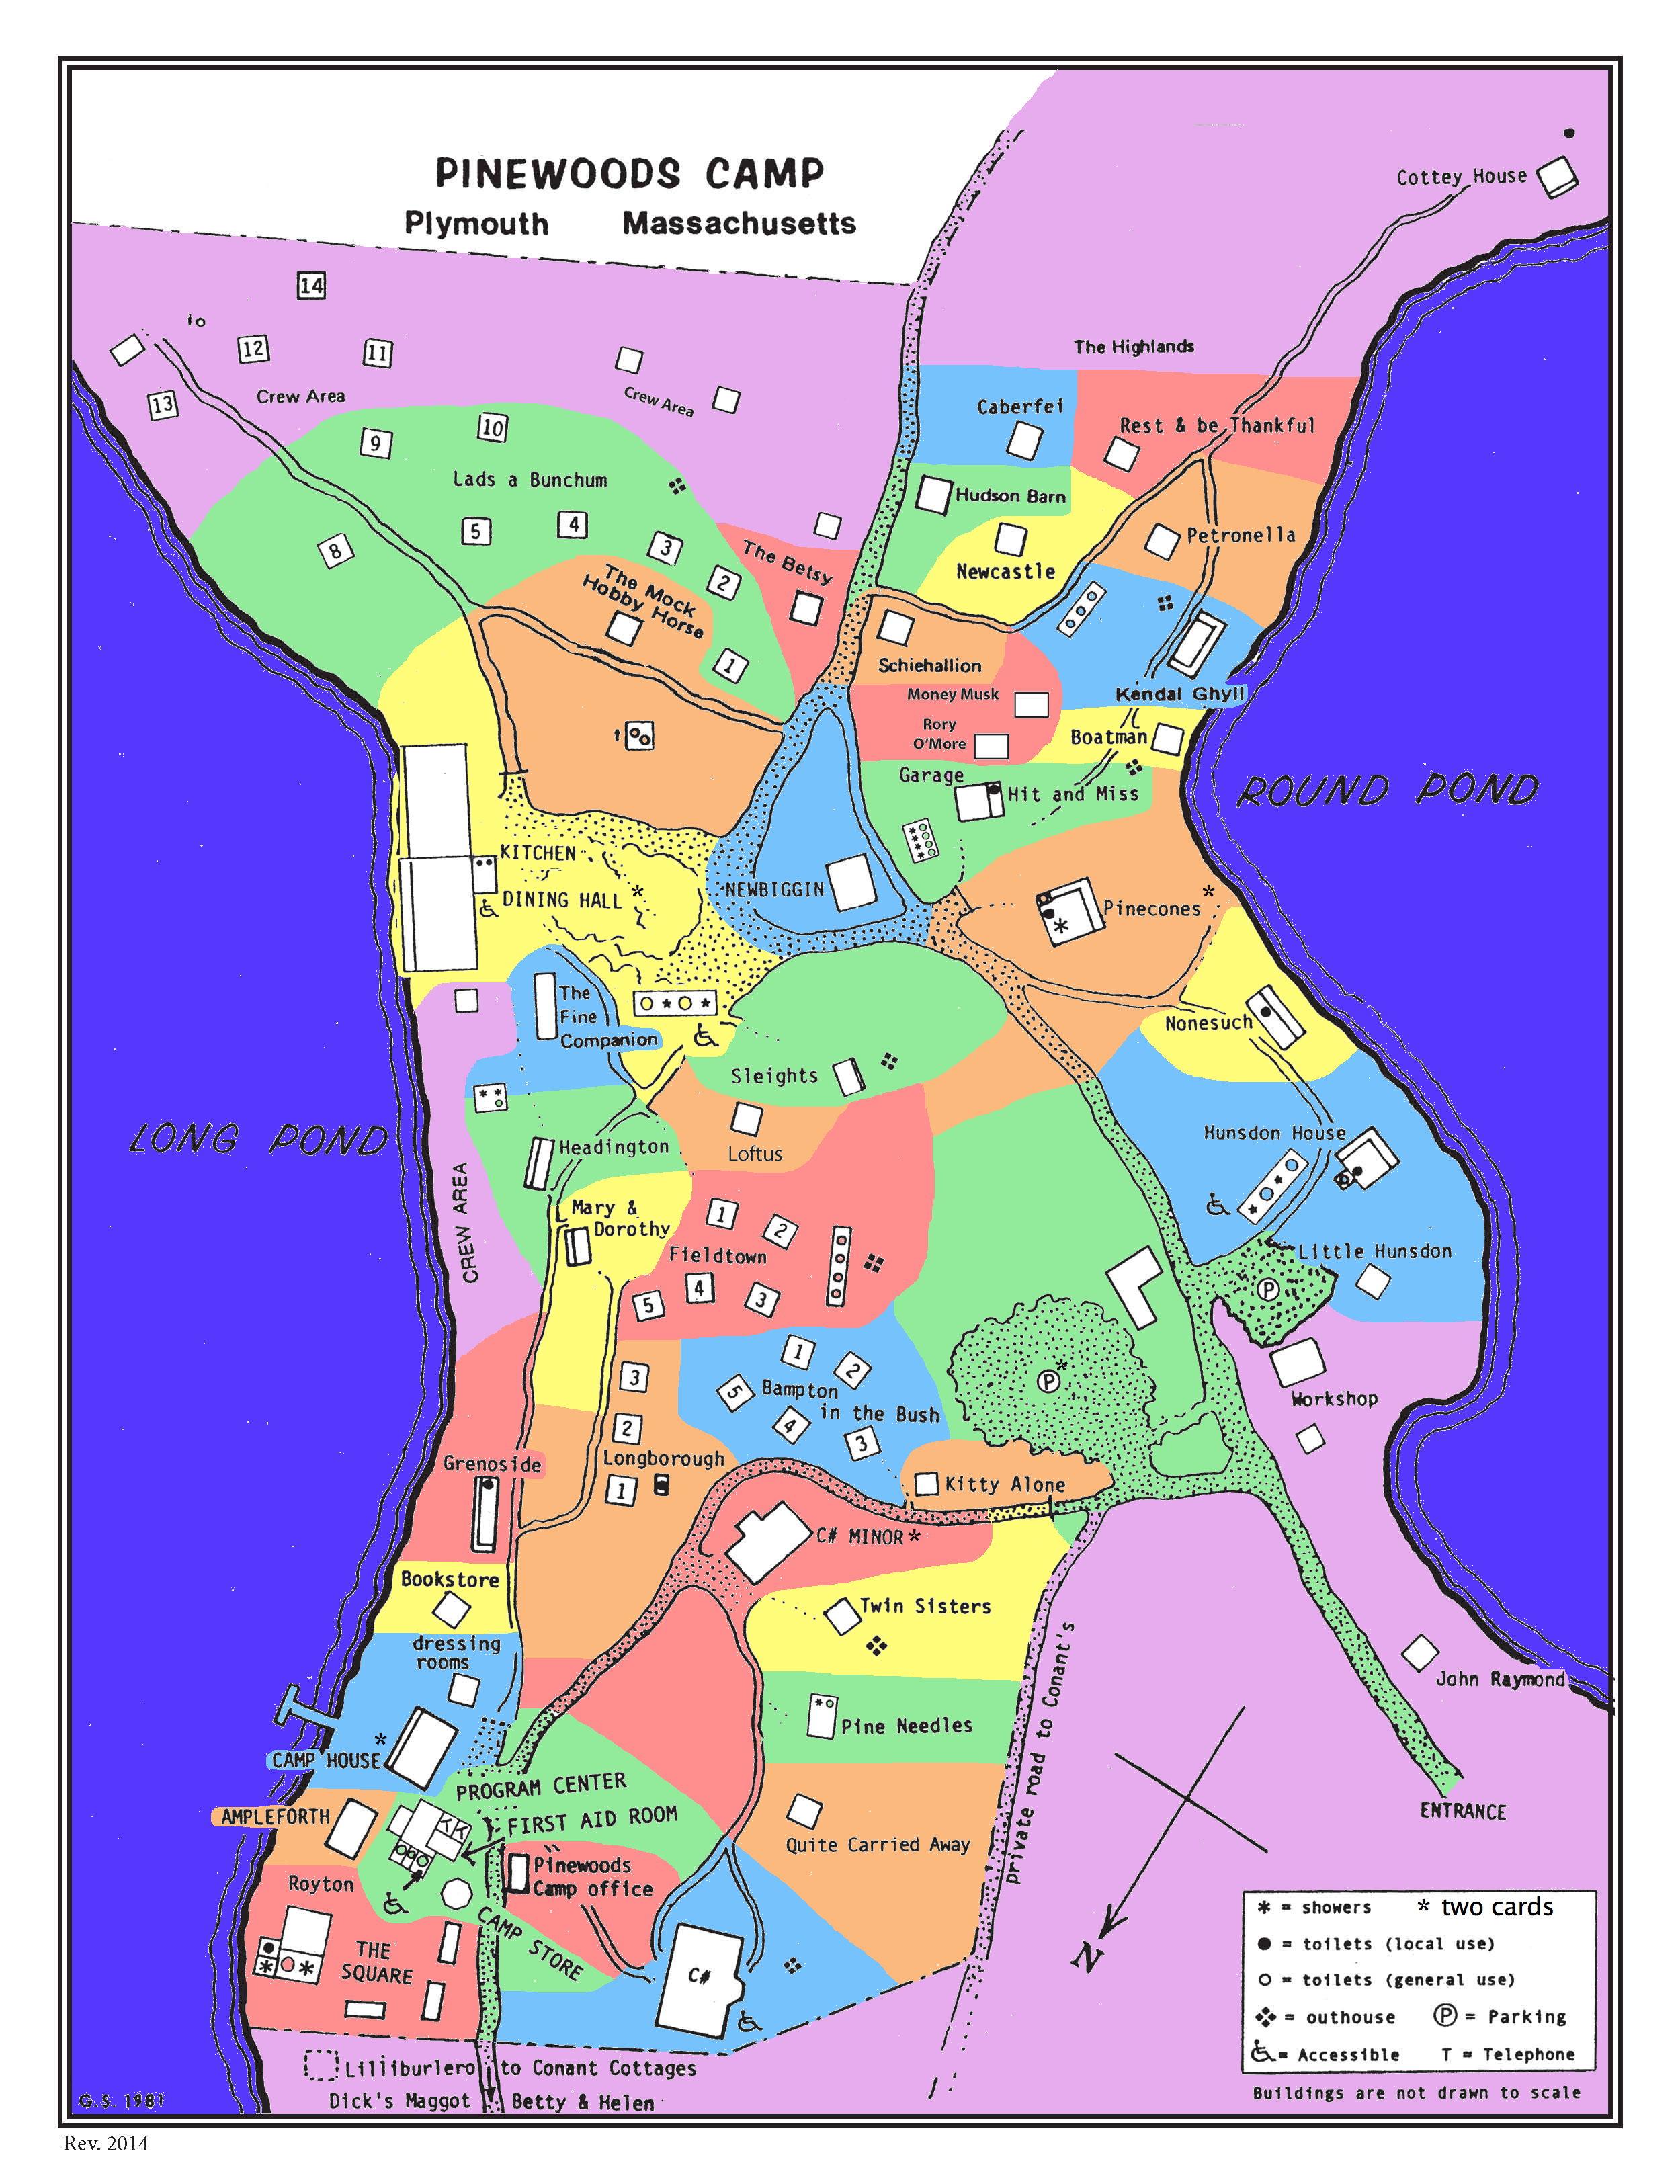 PINEWOODS CAMP
Plymouth Massachusetts
Cottey House
14
12
11
13
Crew Area
Crew Area
The Highlands
Caberfei
Rest & be Thankful
9
10
Lads a Bunchum
8
5
4
3
2
1
The Betsy
Hudson Barn
Newcastle
Petronella
The Mock
Hobby Horse
Schiehallion
Money Musk
Rory
O'More
Kendal Ghyll
Boatman
Garage
Hit and Miss
ROUND POND
KITCHEN
DINING HALL *
NEWBIGGIN
Pinecones *
The
Fine
Companion
Nonesuch
Sleights
LONG POND
Headington
Loftus
Hunsdon House
CREW AREA
Mary &
Dorothy
Fieldtown
1
2
3
4
5
Little Hunsdon
P
P *
Workshop
3
2
1
Longborough
1
2
5
4
3
Bampton
in the Bush
Grenoside
Kitty Alone
C# MINOR *
Bookstore
Twin Sisters
dressing
rooms
John Raymond
Pine Needles
private road to Conant's
CAMP HOUSE *
PROGRAM CENTER
FIRST AID ROOM
AMPLEFORTH
ENTRANCE
Quite Carried Away
Pinewoods
Camp office
Royton
CAMP STORE
THE
SQUARE
C#
N
* = showers * two cards
= toilets (local use)
= toilets (general use)
= outhouse P = Parking
= Accessible T = Telephone
Buildings are not drawn to scale
Lilliburlero to Conant Cottages
Dick's Maggot Betty & Helen
G.S. 1981
Rev. 2014